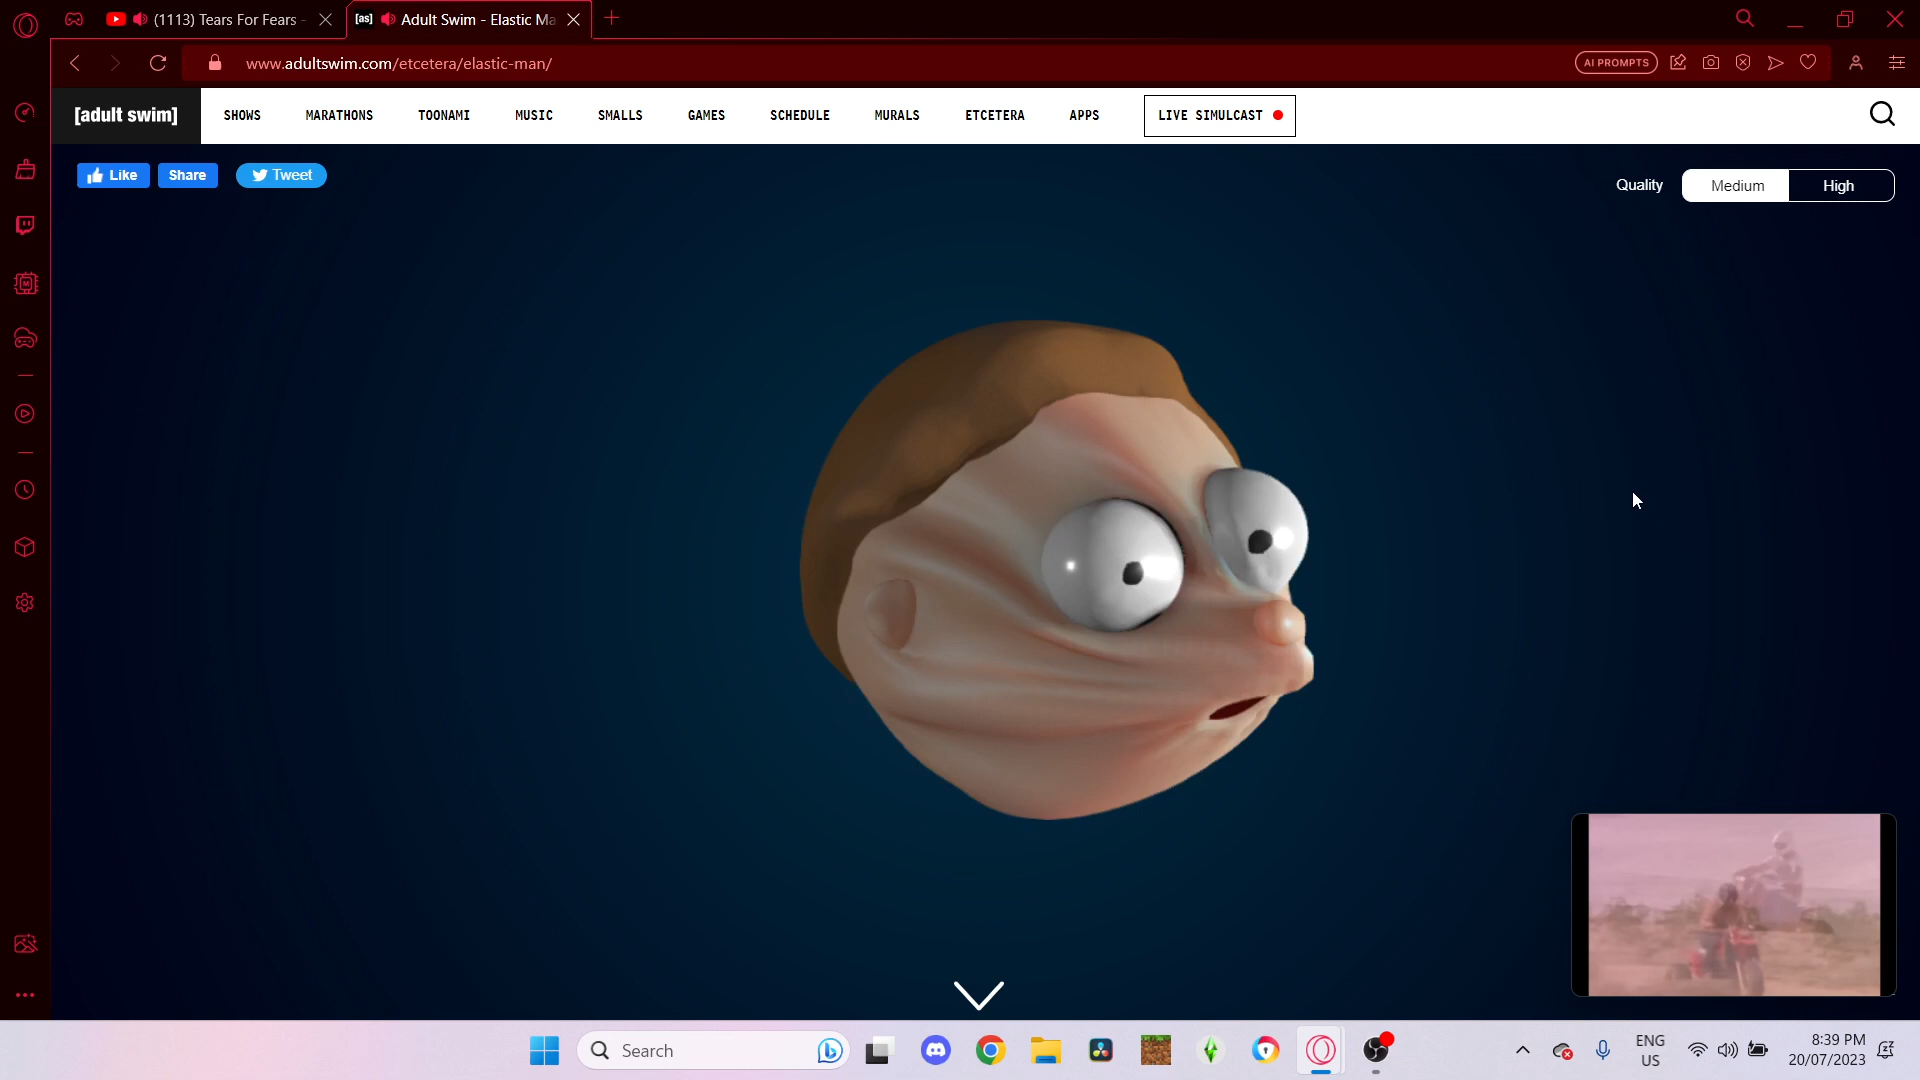 (1113) Tears For Fears -
[as] Adult Swim - Elastic Ma
www.adultswim.com/etcetera/elastic-man/
AI PROMPTS
[adult swim] SHOWS MARATHONS TOONAMI MUSIC SMALLS GAMES SCHEDULE MURALS ETCETERA APPS LIVE SIMULCAST
Like Share Tweet
Quality Medium High
Search
ENG
US
8:39 PM
20/07/2023